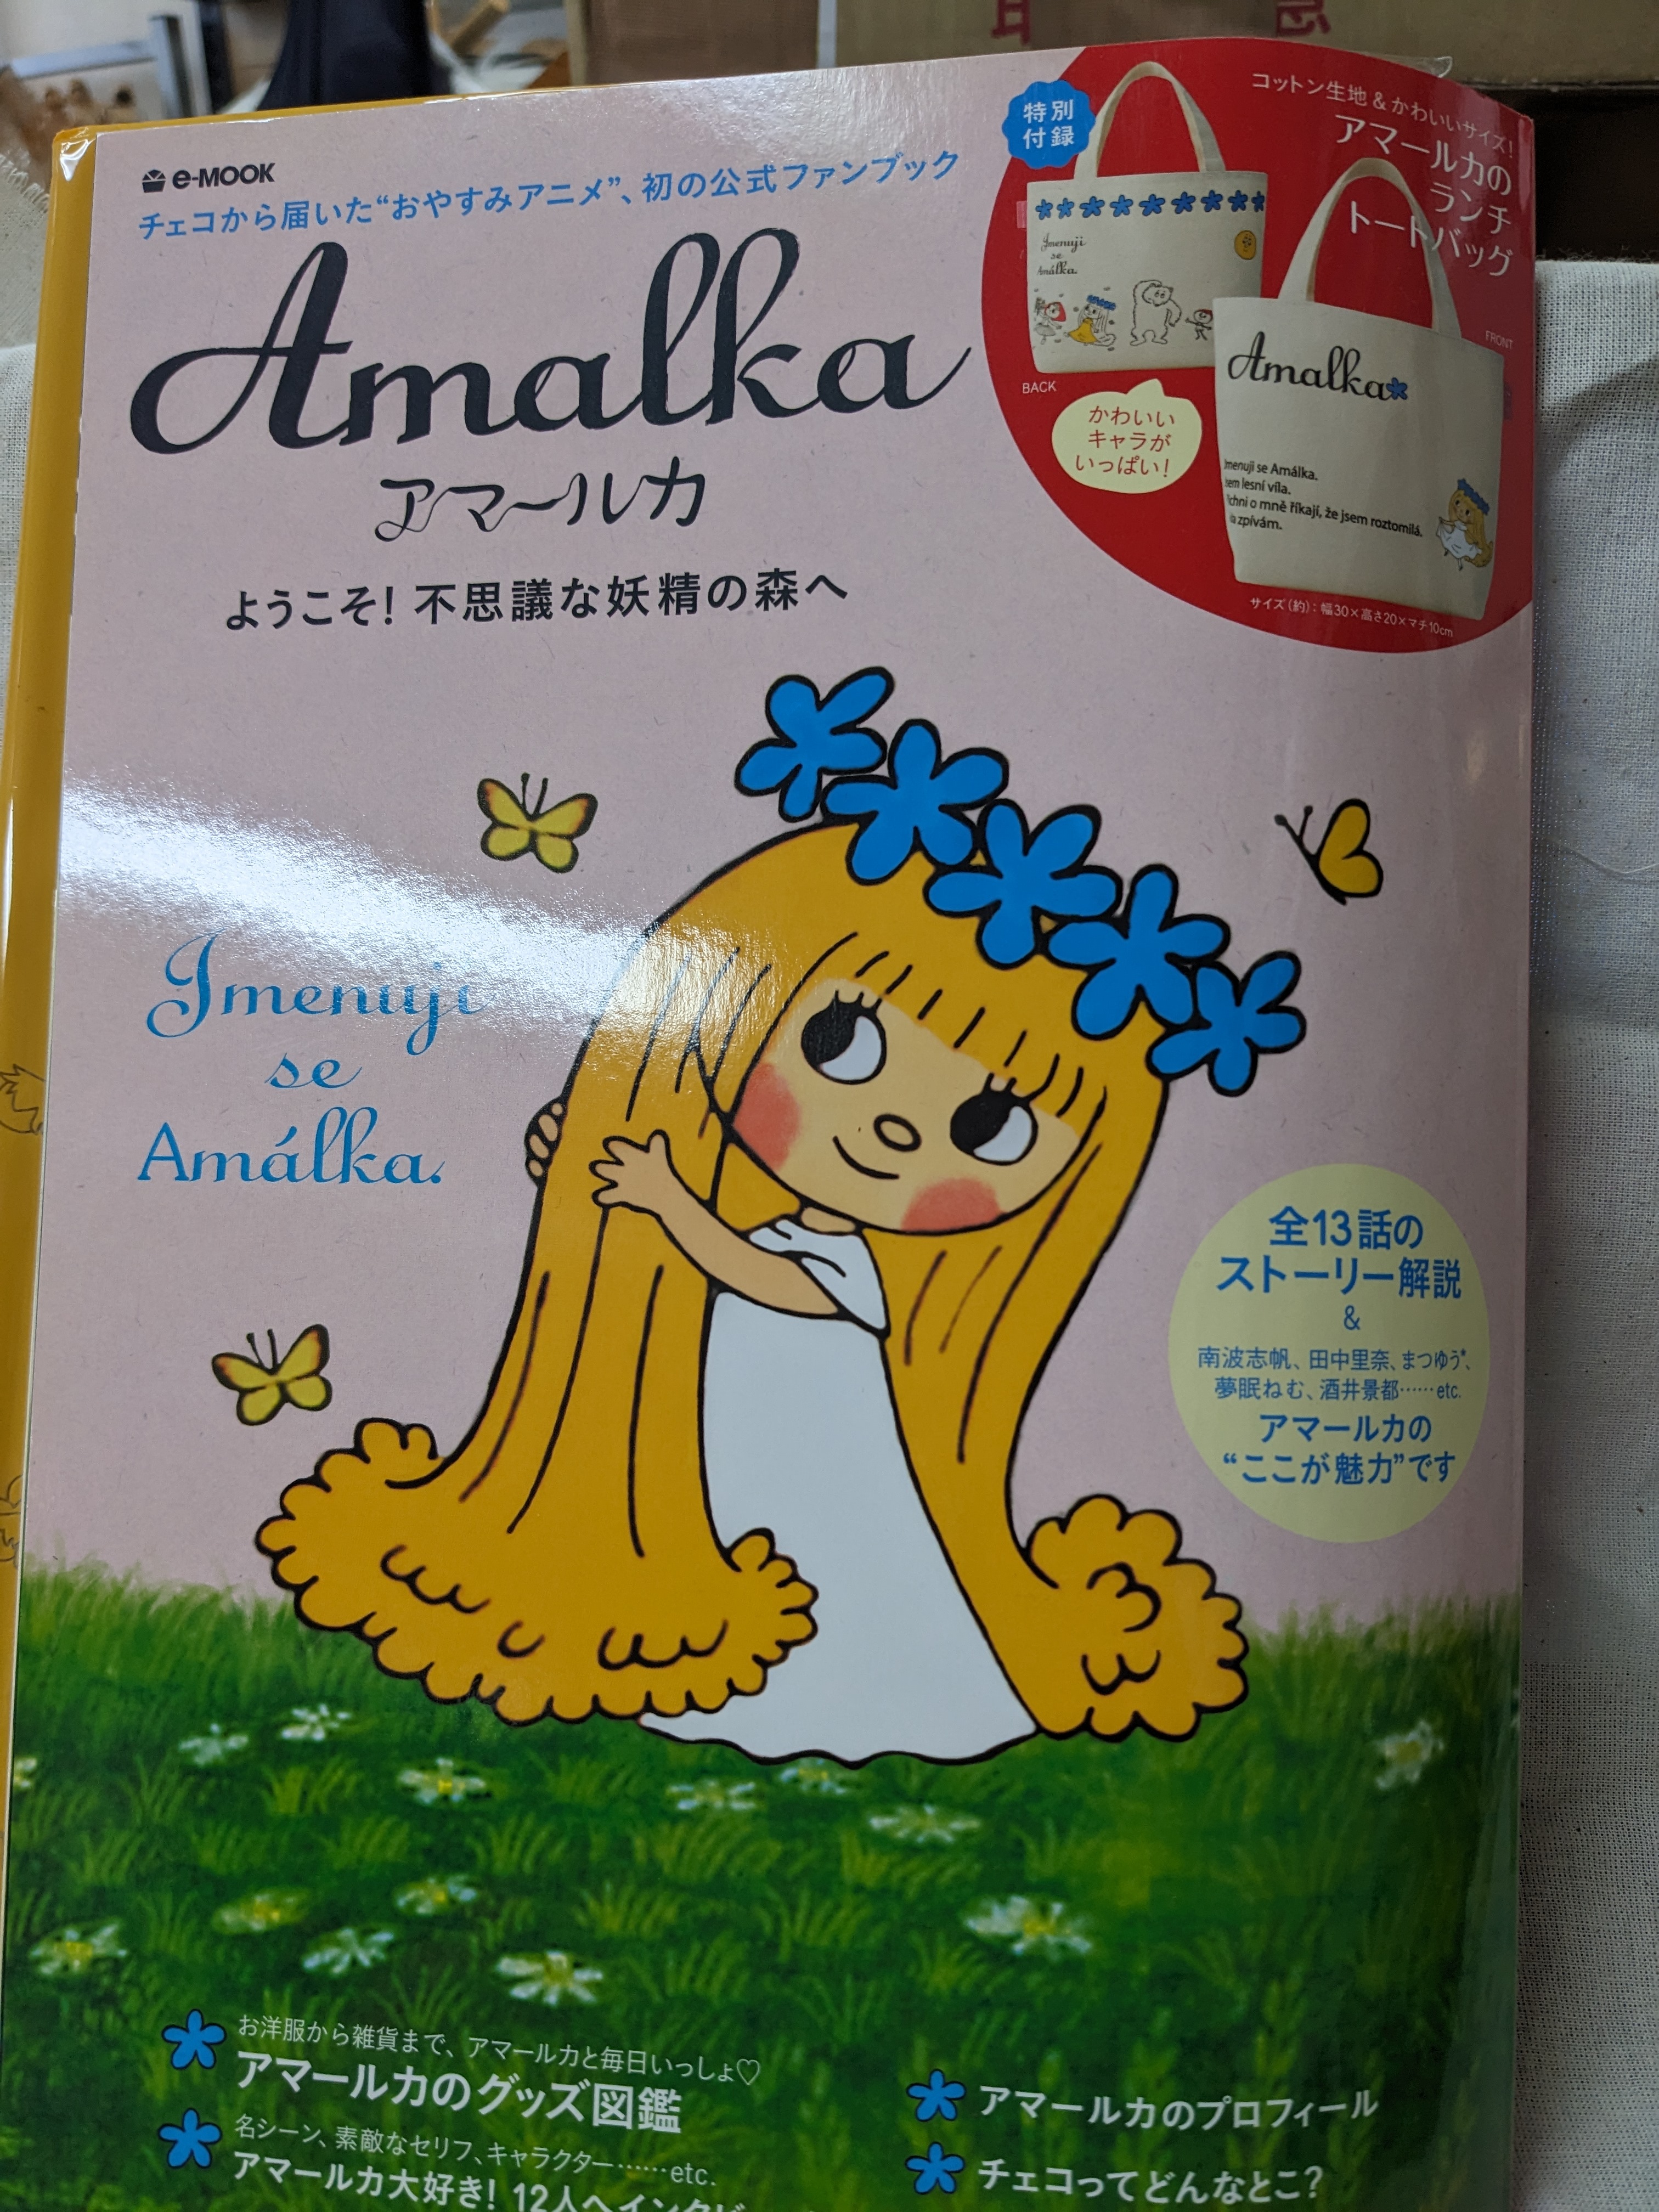 e-MOOK
チェコから届いた“おやすみアニメ”、初の公式ファンブック
Amalka
アマールカ
ようこそ！不思議な妖精の森へ
特別
付録
コットン生地＆かわいいサイズ！
アマールカの
ランチ
トートバッグ
Jmenuji
se
Amálka.
BACK
かわいい
キャラが
いっぱい！
FRONT
Amalka
Jmenuji se Amálka.
lesní víla.
o mně říkají, že jsem roztomilá.
zpívám.
サイズ（約）：幅30×高さ20×マチ10cm
Jmenuji
se
Amálka.
全13話の
ストーリー解説
&
南波志帆、田中里奈、まつゆう*、
夢眠ねむ、酒井景都……etc.
アマールカの
“ここが魅力”です
お洋服から雑貨まで、アマールカと毎日いっしょ♡
アマールカのグッズ図鑑
名シーン、素敵なセリフ、キャラクター……etc.
アマールカ大好き！12人へインタビ
アマールカのプロフィール
チェコってどんなとこ？